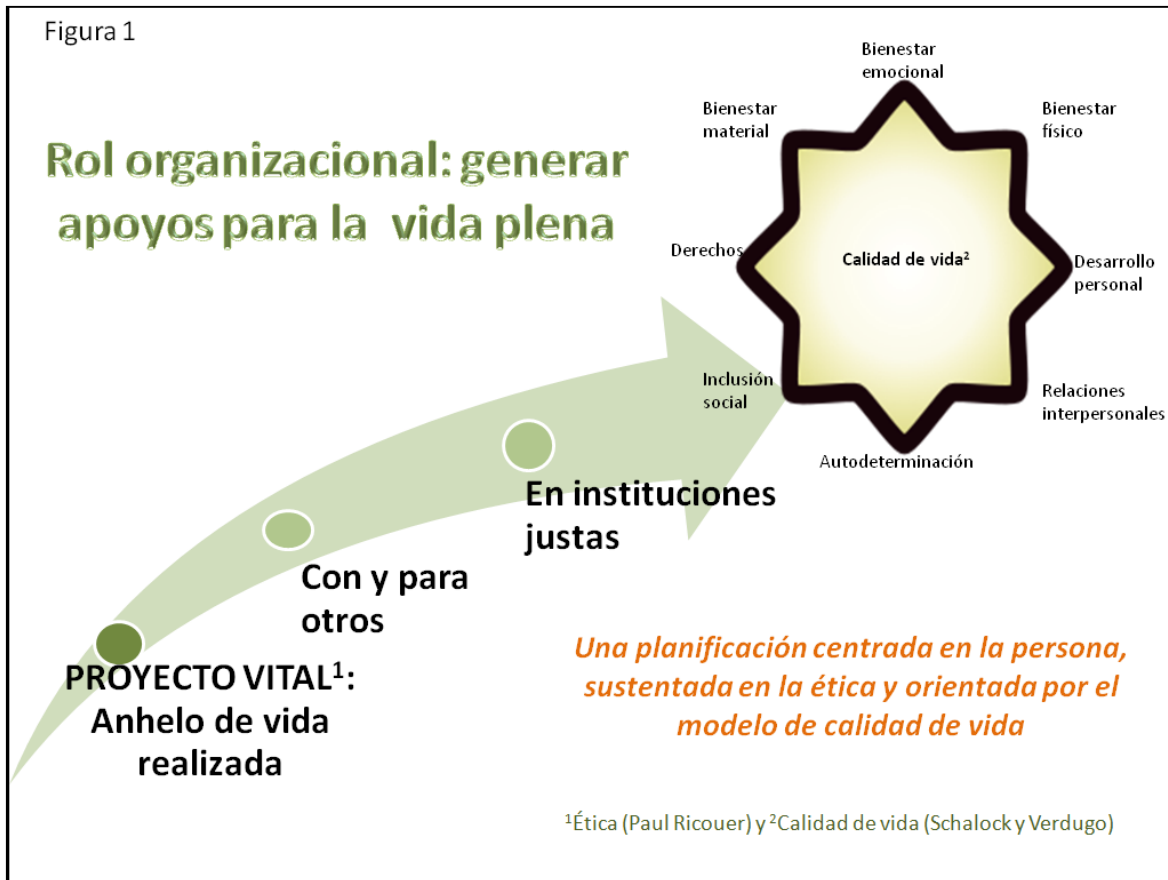 Figura 1
Rol organizacional: generar
apoyos para la vida plena
Bienestar
emocional
Bienestar
material
Bienestar
físico
Derechos
Calidad de vida²
Desarrollo
personal
Inclusión
social
Relaciones
interpersonales
Autodeterminación
En instituciones
justas
Con y para
otros
PROYECTO VITAL¹:
Anhelo de vida
realizada
Una planificación centrada en la persona,
sustentada en la ética y orientada por el
modelo de calidad de vida
¹Ética (Paul Ricouer) y ²Calidad de vida (Schalock y Verdugo)